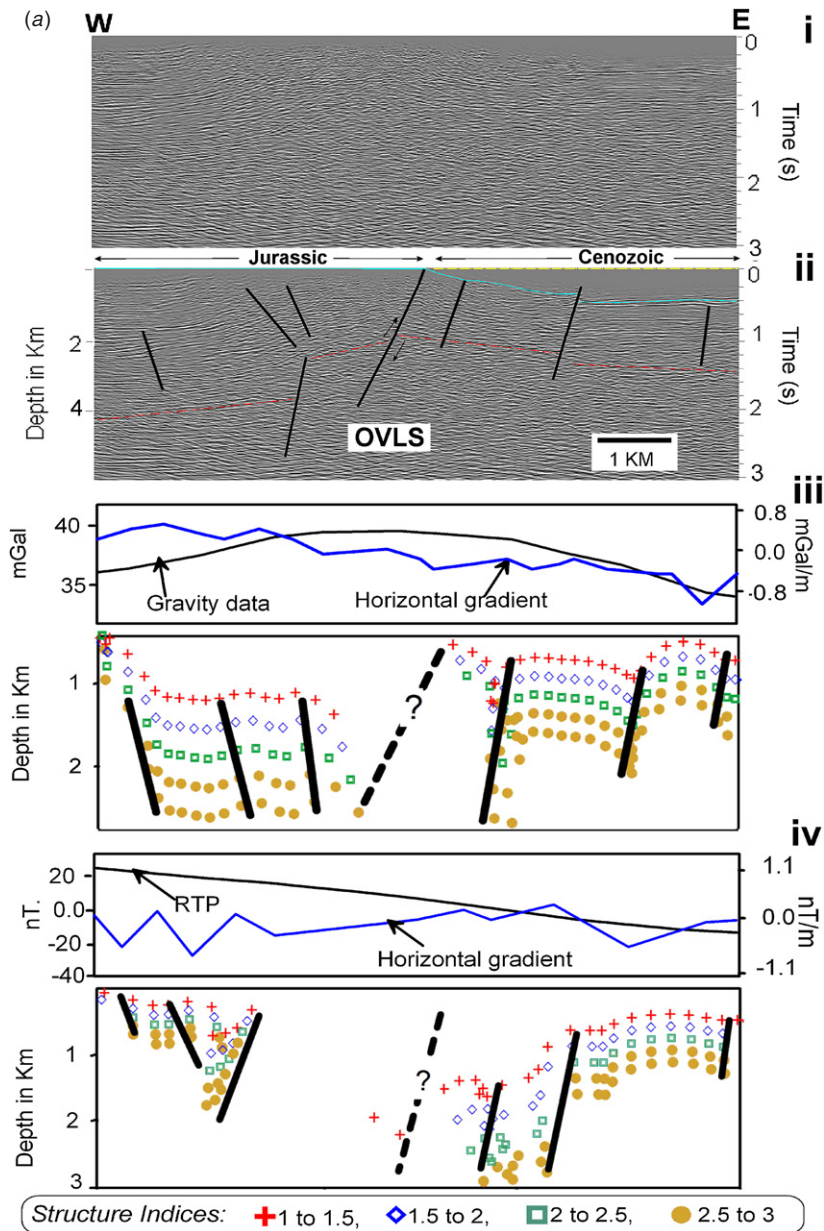 (a) W E i
0
1
2
3
Time (s)
Jurassic Cenozoic
ii
0
1
2
3
Time (s)
2
4
Depth in Km
OVLS
1 KM
iii
40
35
mGal
0.8
0.0
-0.8
mGal/m
Gravity data
Horizontal gradient
1
2
Depth in Km
?
iv
20
0.0
-20
-40
nT.
1.1
0.0
-1.1
nT/m
RTP
Horizontal gradient
1
2
3
Depth in Km
?
Structure Indices: 1 to 1.5, 1.5 to 2, 2 to 2.5, 2.5 to 3